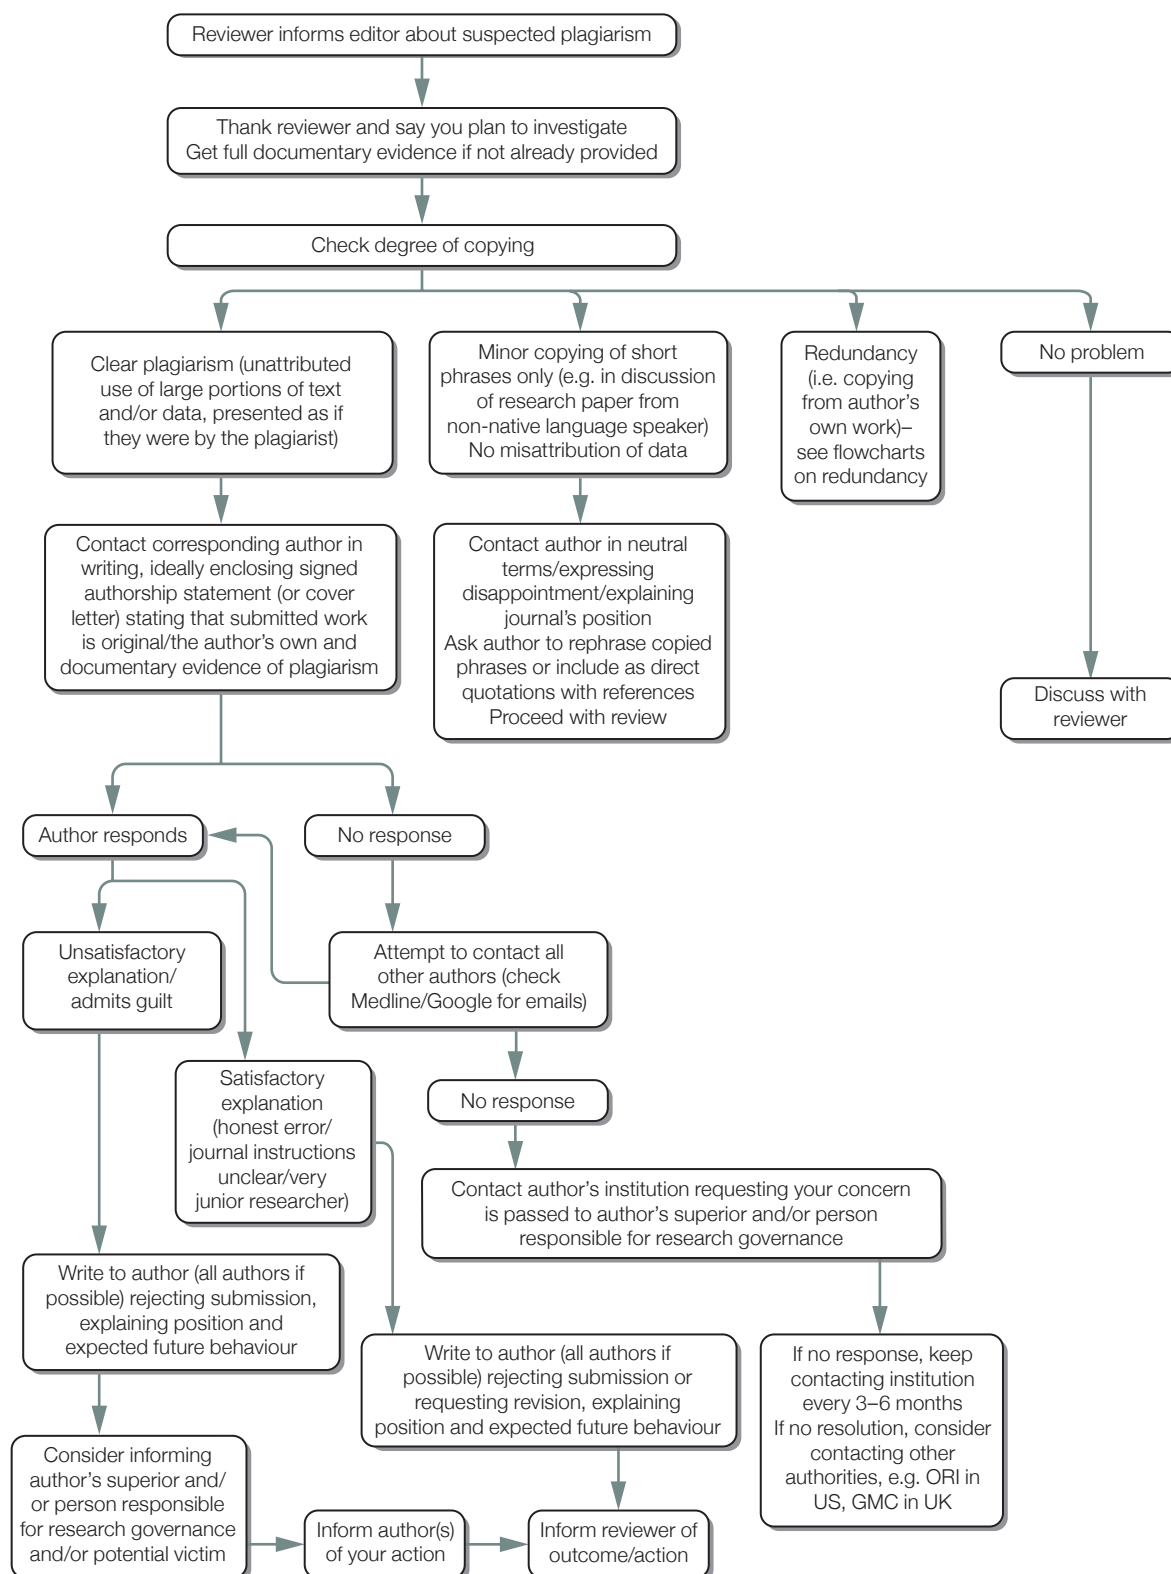 Reviewer informs editor about suspected plagiarism
Thank reviewer and say you plan to investigate
Get full documentary evidence if not already provided
Check degree of copying
Clear plagiarism (unattributed
use of large portions of text
and/or data, presented as if
they were by the plagiarist)
Minor copying of short
phrases only (e.g. in discussion
of research paper from
non-native language speaker)
No misattribution of data
Redundancy
(i.e. copying
from author's
own work)–
see flowcharts
on redundancy
No problem
Contact corresponding author in
writing, ideally enclosing signed
authorship statement (or cover
letter) stating that submitted work
is original/the author's own and
documentary evidence of plagiarism
Contact author in neutral
terms/expressing
disappointment/explaining
journal's position
Ask author to rephrase copied
phrases or include as direct
quotations with references
Proceed with review
Discuss with
reviewer
Author responds
No response
Unsatisfactory
explanation/
admits guilt
Attempt to contact all
other authors (check
Medline/Google for emails)
Satisfactory
explanation
(honest error/
journal instructions
unclear/very
junior researcher)
No response
Contact author's institution requesting your concern
is passed to author's superior and/or person
responsible for research governance
Write to author (all authors if
possible) rejecting submission,
explaining position and
expected future behaviour
Write to author (all authors if
possible) rejecting submission or
requesting revision, explaining
position and expected future behaviour
If no response, keep
contacting institution
every 3–6 months
If no resolution, consider
contacting other
authorities, e.g. ORI in
US, GMC in UK
Consider informing
author's superior and/
or person responsible
for research governance
and/or potential victim
Inform author(s)
of your action
Inform reviewer of
outcome/action